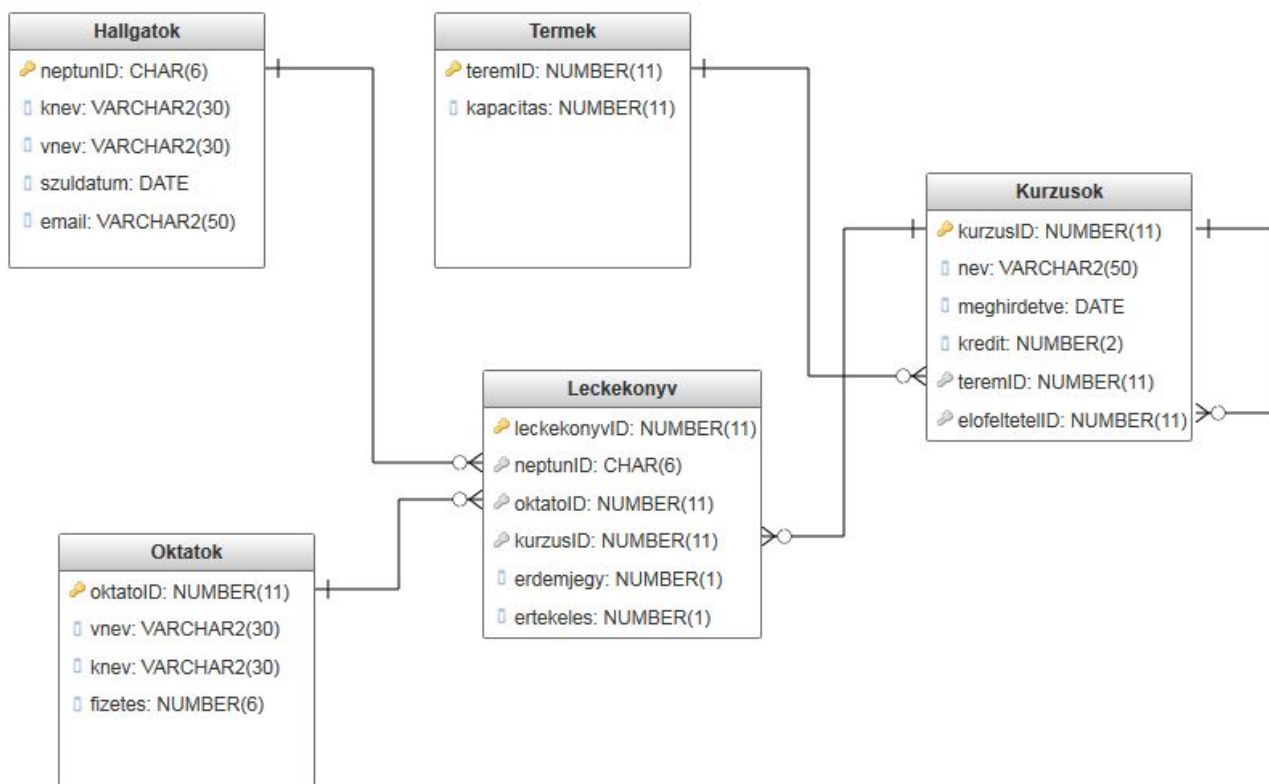 Hallgatok
neptunID: CHAR(6)
knev: VARCHAR2(30)
vnev: VARCHAR2(30)
szuldatum: DATE
email: VARCHAR2(50)
Termek
teremID: NUMBER(11)
kapacitas: NUMBER(11)
Kurzusok
kurzusID: NUMBER(11)
nev: VARCHAR2(50)
meghirdetve: DATE
kredit: NUMBER(2)
teremID: NUMBER(11)
elofeltetelID: NUMBER(11)
Leckekonyv
leckekonyvID: NUMBER(11)
neptunID: CHAR(6)
oktatoID: NUMBER(11)
kurzusID: NUMBER(11)
erdemjegy: NUMBER(1)
ertekeles: NUMBER(1)
Oktatok
oktatoID: NUMBER(11)
vnev: VARCHAR2(30)
knev: VARCHAR2(30)
fizetes: NUMBER(6)